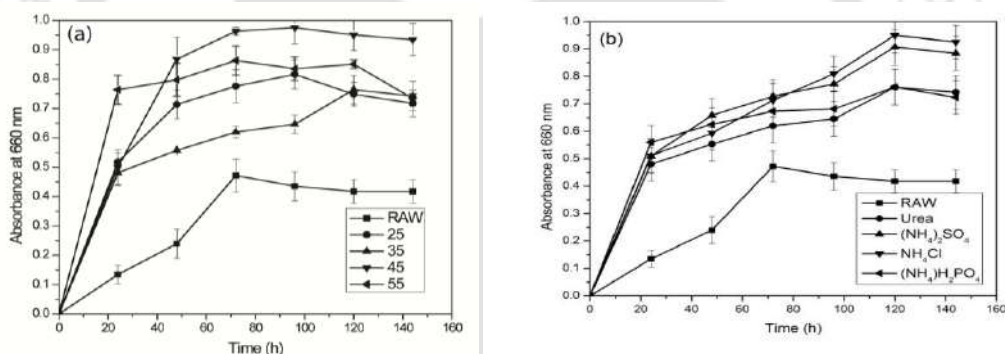 (a)
Absorbance at 660 nm
1.0
0.9
0.8
0.7
0.6
0.5
0.4
0.3
0.2
0.1
0.0
0 20 40 60 80 100 120 140 160
Time (h)
RAW
25
35
45
55
(b)
Absorbance at 660 nm
1.0
0.9
0.8
0.7
0.6
0.5
0.4
0.3
0.2
0.1
0.0
0 20 40 60 80 100 120 140 160
Time (h)
RAW
Urea
(NH₄)₂SO₄
NH₄Cl
(NH₄)H₂PO₄